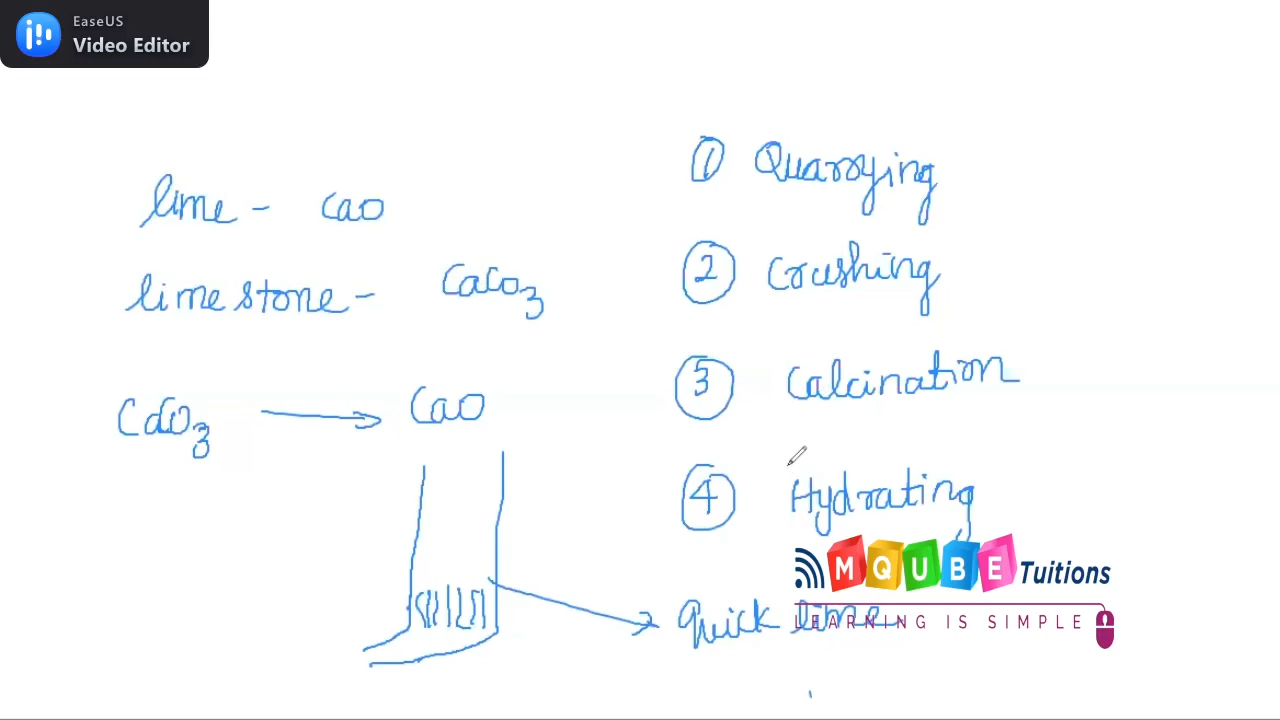 EaseUS
Video Editor
lime - CaO
limestone - CaCO3
CaCO3 → CaO
① Quarrying
② Crushing
③ Calcination
④ Hydrating
MQUBE Tuitions
LEARNING IS SIMPLE
Quick lime